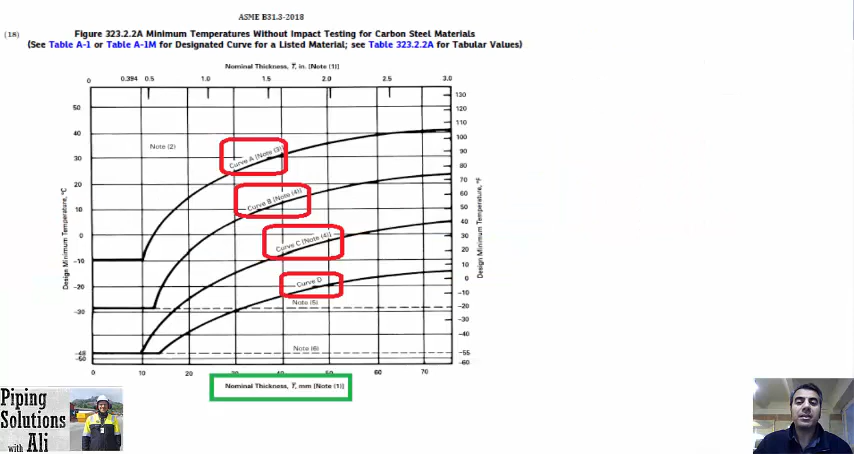 ASME B31.3-2018
(18)
Figure 323.2.2A Minimum Temperatures Without Impact Testing for Carbon Steel Materials
(See Table A-1 or Table A-1M for Designated Curve for a Listed Material; see Table 323.2.2A for Tabular Values)
Nominal Thickness, T̄, in. [Note (1)]
0 0.394 0.5 1.0 1.5 2.0 2.5 3.0
Design Minimum Temperature, °C
50
40
30
20
10
0
−10
−20
−30
−48
−50
Note (2)
Curve A [Note (3)]
Curve B [Note (4)]
Curve C [Note (4)]
Curve D
Note (5)
Note (6)
130
120
110
100
90
80
70
60
50
40
30
20
10
0
−10
−20
−30
−40
−55
−60
Design Minimum Temperature, °F
0 10 20 30 40 50 60 70
Nominal Thickness, T̄, mm [Note (1)]
Piping
Solutions
with Ali